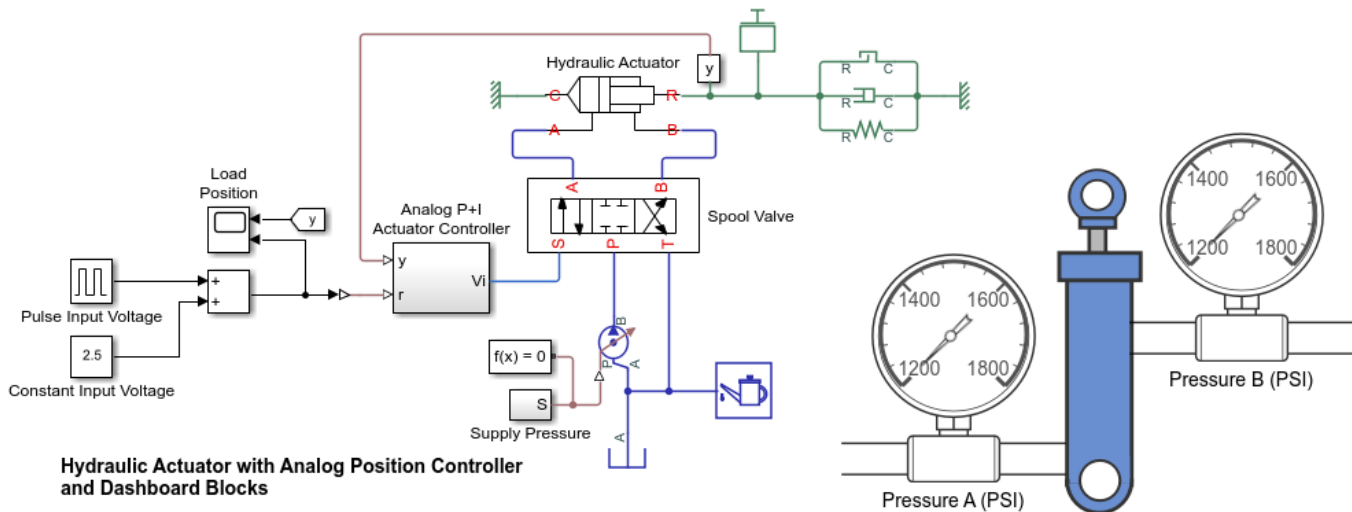 Hydraulic Actuator
y
C
R
A
B
R
C
R
C
R
C
A
B
Spool Valve
S
P
T
Load
Position
y
Analog P+I
Actuator Controller
y
r
Vi
Pulse Input Voltage
+
+
2.5
Constant Input Voltage
f(x) = 0
S
Supply Pressure
B
P
A
A
Hydraulic Actuator with Analog Position Controller
and Dashboard Blocks
1400
1600
1200
1800
Pressure A (PSI)
1400
1600
1200
1800
Pressure B (PSI)